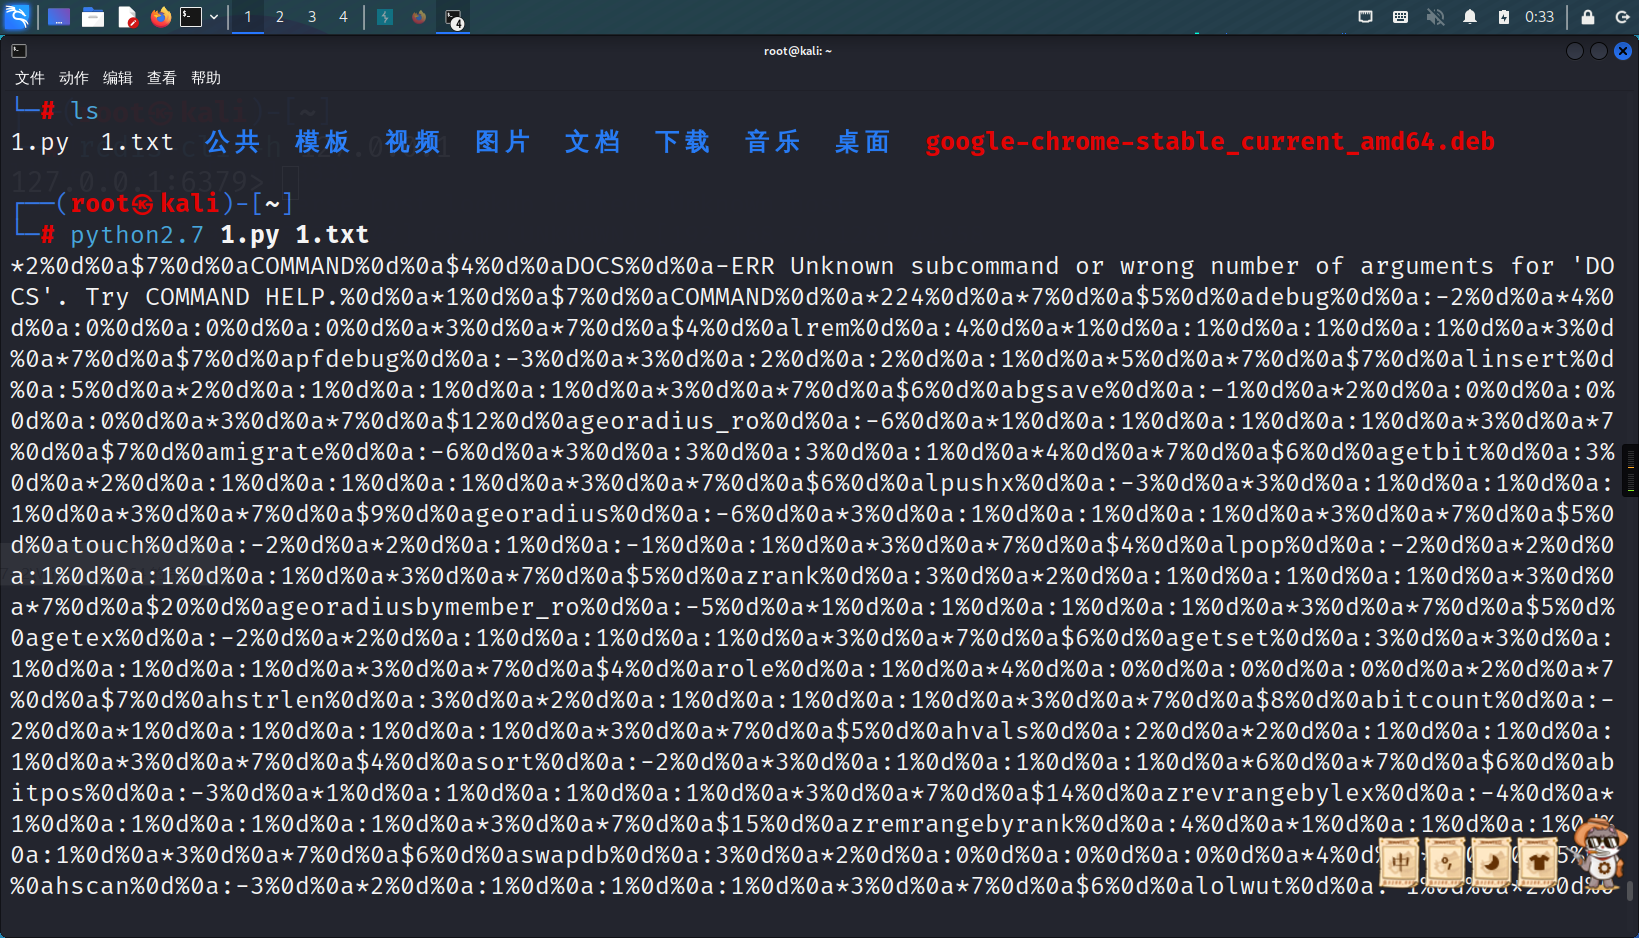 1 2 3 4 4 0:33
root@kali: ~
文件 动作 编辑 查看 帮助
└─# ls
1.py 1.txt 公共 模板 视频 图片 文档 下载 音乐 桌面 google-chrome-stable_current_amd64.deb
127.0.0.1:6379>
┌──(root㉿kali)-[~]
└─# python2.7 1.py 1.txt
*2%0d%0a$7%0d%0aCOMMAND%0d%0a$4%0d%0aDOCS%0d%0a-ERR Unknown subcommand or wrong number of arguments for 'DO
CS'. Try COMMAND HELP.%0d%0a*1%0d%0a$7%0d%0aCOMMAND%0d%0a*224%0d%0a*7%0d%0a$5%0d%0adebug%0d%0a:-2%0d%0a*4%0
d%0a:0%0d%0a:0%0d%0a:0%0d%0a*3%0d%0a*7%0d%0a$4%0d%0alrem%0d%0a:4%0d%0a*1%0d%0a:1%0d%0a:1%0d%0a:1%0d%0a*3%0d
%0a*7%0d%0a$7%0d%0apfdebug%0d%0a:-3%0d%0a*3%0d%0a:2%0d%0a:2%0d%0a:1%0d%0a*5%0d%0a*7%0d%0a$7%0d%0alinsert%0d
%0a:5%0d%0a*2%0d%0a:1%0d%0a:1%0d%0a:1%0d%0a*3%0d%0a*7%0d%0a$6%0d%0abgsave%0d%0a:-1%0d%0a*2%0d%0a:0%0d%0a:0%
0d%0a:0%0d%0a*3%0d%0a*7%0d%0a$12%0d%0ageoradius_ro%0d%0a:-6%0d%0a*1%0d%0a:1%0d%0a:1%0d%0a:1%0d%0a*3%0d%0a*7
%0d%0a$7%0d%0amigrate%0d%0a:-6%0d%0a*3%0d%0a:3%0d%0a:3%0d%0a:1%0d%0a*4%0d%0a*7%0d%0a$6%0d%0agetbit%0d%0a:3%
0d%0a*2%0d%0a:1%0d%0a:1%0d%0a:1%0d%0a*3%0d%0a*7%0d%0a$6%0d%0alpushx%0d%0a:-3%0d%0a*3%0d%0a:1%0d%0a:1%0d%0a:
1%0d%0a*3%0d%0a*7%0d%0a$9%0d%0ageoradius%0d%0a:-6%0d%0a*3%0d%0a:1%0d%0a:1%0d%0a:1%0d%0a*3%0d%0a*7%0d%0a$5%0
d%0atouch%0d%0a:-2%0d%0a*2%0d%0a:1%0d%0a:-1%0d%0a:1%0d%0a*3%0d%0a*7%0d%0a$4%0d%0alpop%0d%0a:-2%0d%0a*2%0d%0
a:1%0d%0a:1%0d%0a:1%0d%0a*3%0d%0a*7%0d%0a$5%0d%0azrank%0d%0a:3%0d%0a*2%0d%0a:1%0d%0a:1%0d%0a:1%0d%0a*3%0d%0
a*7%0d%0a$20%0d%0ageoradiusbymember_ro%0d%0a:-5%0d%0a*1%0d%0a:1%0d%0a:1%0d%0a:1%0d%0a*3%0d%0a*7%0d%0a$5%0d%
0agetex%0d%0a:-2%0d%0a*2%0d%0a:1%0d%0a:1%0d%0a:1%0d%0a*3%0d%0a*7%0d%0a$6%0d%0agetset%0d%0a:3%0d%0a*3%0d%0a:
1%0d%0a:1%0d%0a:1%0d%0a*3%0d%0a*7%0d%0a$4%0d%0arole%0d%0a:1%0d%0a*4%0d%0a:0%0d%0a:0%0d%0a:0%0d%0a*2%0d%0a*7
%0d%0a$7%0d%0ahstrlen%0d%0a:3%0d%0a*2%0d%0a:1%0d%0a:1%0d%0a:1%0d%0a*3%0d%0a*7%0d%0a$8%0d%0abitcount%0d%0a:-
2%0d%0a*1%0d%0a:1%0d%0a:1%0d%0a:1%0d%0a*3%0d%0a*7%0d%0a$5%0d%0ahvals%0d%0a:2%0d%0a*2%0d%0a:1%0d%0a:1%0d%0a:
1%0d%0a*3%0d%0a*7%0d%0a$4%0d%0asort%0d%0a:-2%0d%0a*3%0d%0a:1%0d%0a:1%0d%0a:1%0d%0a*6%0d%0a*7%0d%0a$6%0d%0ab
itpos%0d%0a:-3%0d%0a*1%0d%0a:1%0d%0a:1%0d%0a:1%0d%0a*3%0d%0a*7%0d%0a$14%0d%0azrevrangebylex%0d%0a:-4%0d%0a*
1%0d%0a:1%0d%0a:1%0d%0a:1%0d%0a*3%0d%0a*7%0d%0a$15%0d%0azremrangebyrank%0d%0a:4%0d%0a*1%0d%0a:1%0d%0a:1%0d%
0a:1%0d%0a*3%0d%0a*7%0d%0a$6%0d%0aswapdb%0d%0a:3%0d%0a*2%0d%0a:0%0d%0a:0%0d%0a:0%0d%0a*4%0d%
%0ahscan%0d%0a:-3%0d%0a*2%0d%0a:1%0d%0a:1%0d%0a:1%0d%0a*3%0d%0a*7%0d%0a$6%0d%0alolwut%0d%0a:
中